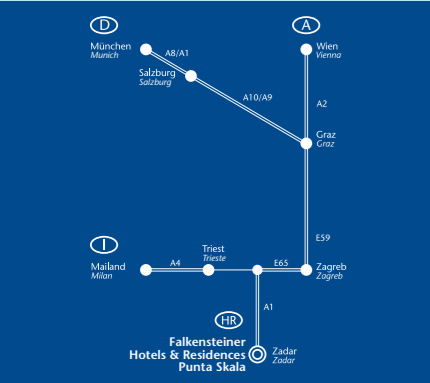 D
A
München
Munich
A8/A1
Wien
Vienna
Salzburg
Salzburg
A10/A9
A2
Graz
Graz
E59
I
Mailand
Milan
A4
Triest
Trieste
E65
Zagreb
Zagreb
A1
HR
Falkensteiner
Hotels & Residences
Punta Skala
Zadar
Zadar